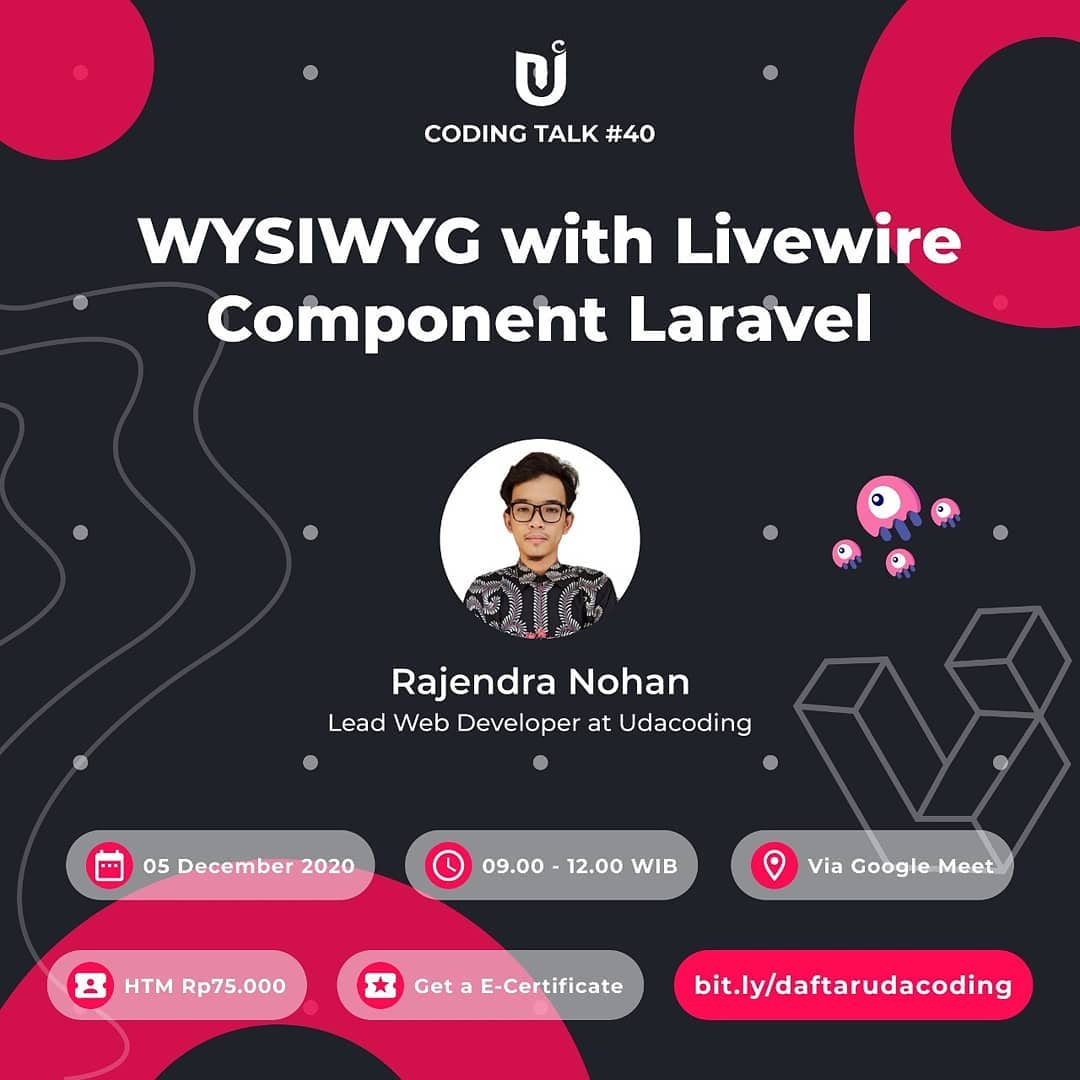 CODING TALK #40
WYSIWYG with Livewire
Component Laravel
Rajendra Nohan
Lead Web Developer at Udacoding
05 December 2020
09.00 - 12.00 WIB
Via Google Meet
HTM Rp75.000
Get a E-Certificate
bit.ly/daftarudacoding